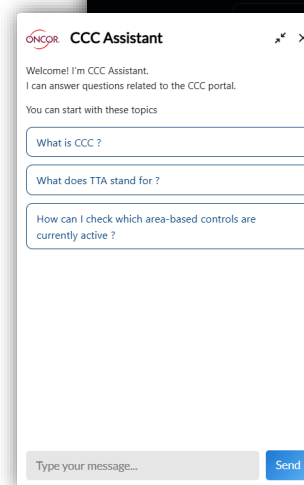 ONCOR CCC Assistant
Welcome! I'm CCC Assistant.
I can answer questions related to the CCC portal.
You can start with these topics
What is CCC ?
What does TTA stand for ?
How can I check which area-based controls are
currently active ?
Type your message...
Send